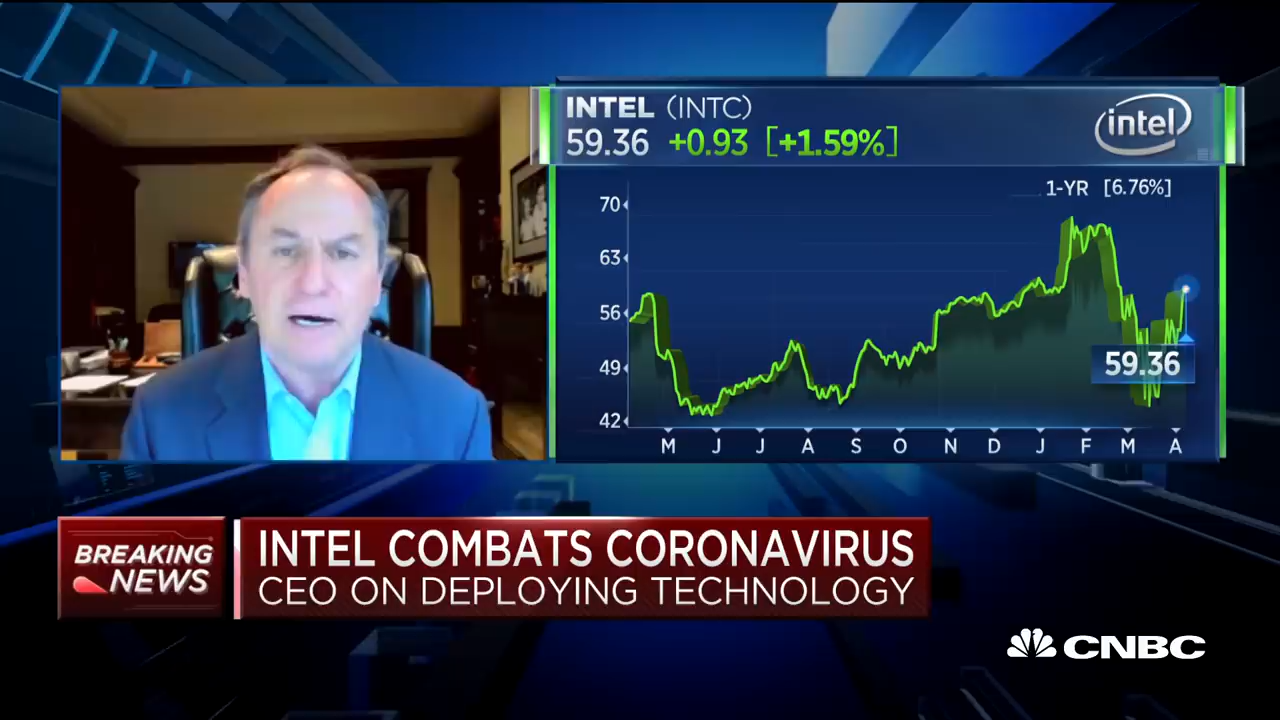 INTEL (INTC)
59.36 +0.93 [+1.59%]
intel
1-YR [6.76%]
70
63
56
49
42
59.36
M J J A S O N D J F M A
BREAKING
NEWS
INTEL COMBATS CORONAVIRUS
CEO ON DEPLOYING TECHNOLOGY
CNBC